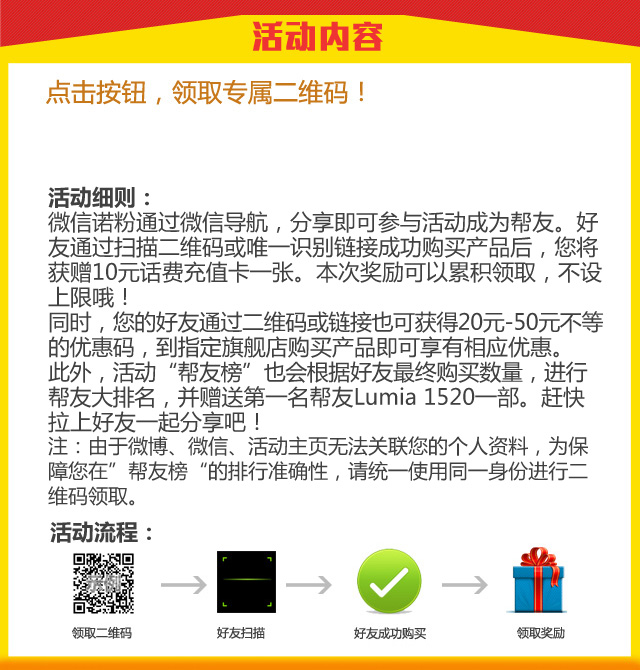 活动内容
点击按钮，领取专属二维码！
活动细则：
微信诺粉通过微信导航，分享即可参与活动成为帮友。好
友通过扫描二维码或唯一识别链接成功购买产品后，您将
获赠10元话费充值卡一张。本次奖励可以累积领取，不设
上限哦！
同时，您的好友通过二维码或链接也可获得20元-50元不等
的优惠码，到指定旗舰店购买产品即可享有相应优惠。
此外，活动“帮友榜”也会根据好友最终购买数量，进行
帮友大排名，并赠送第一名帮友Lumia 1520一部。赶快
拉上好友一起分享吧！
注：由于微博、微信、活动主页无法关联您的个人资料，为保
障您在”帮友榜“的排行准确性，请统一使用同一身份进行二
维码领取。
活动流程：
领取二维码 好友扫描 好友成功购买 领取奖励